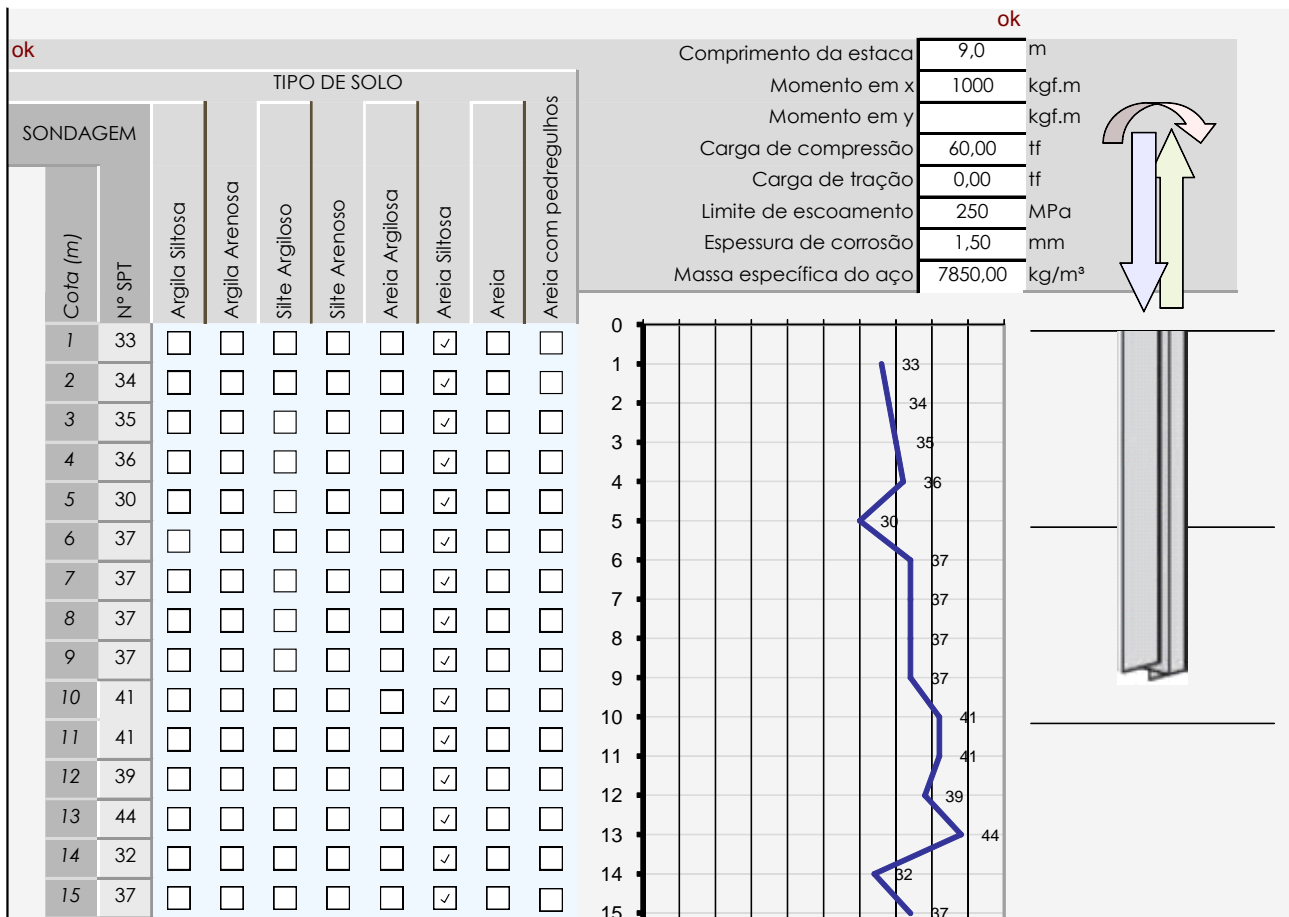 ok
ok
Comprimento da estaca 9,0 m
Momento em x 1000 kgf.m
Momento em y kgf.m
Carga de compressão 60,00 tf
Carga de tração 0,00 tf
Limite de escoamento 250 MPa
Espessura de corrosão 1,50 mm
Massa específica do aço 7850,00 kg/m³
TIPO DE SOLO
SONDAGEM
Cota (m)
N° SPT
Argila Siltosa
Argila Arenosa
Silte Argiloso
Silte Arenoso
Areia Argilosa
Areia Siltosa
Areia
Areia com pedregulhos
1 33
2 34
3 35
4 36
5 30
6 37
7 37
8 37
9 37
10 41
11 41
12 39
13 44
14 32
15 37
0
1 33
2 34
3 35
4 36
5 30
6 37
7 37
8 37
9 37
10 41
11 41
12 39
13 44
14 32
15 37